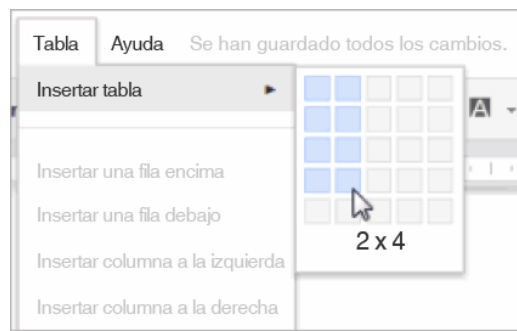 Tabla Ayuda Se han guardado todos los cambios.
Insertar tabla
A
Insertar una fila encima
Insertar una fila debajo
2 x 4
Insertar columna a la izquierda
Insertar columna a la derecha